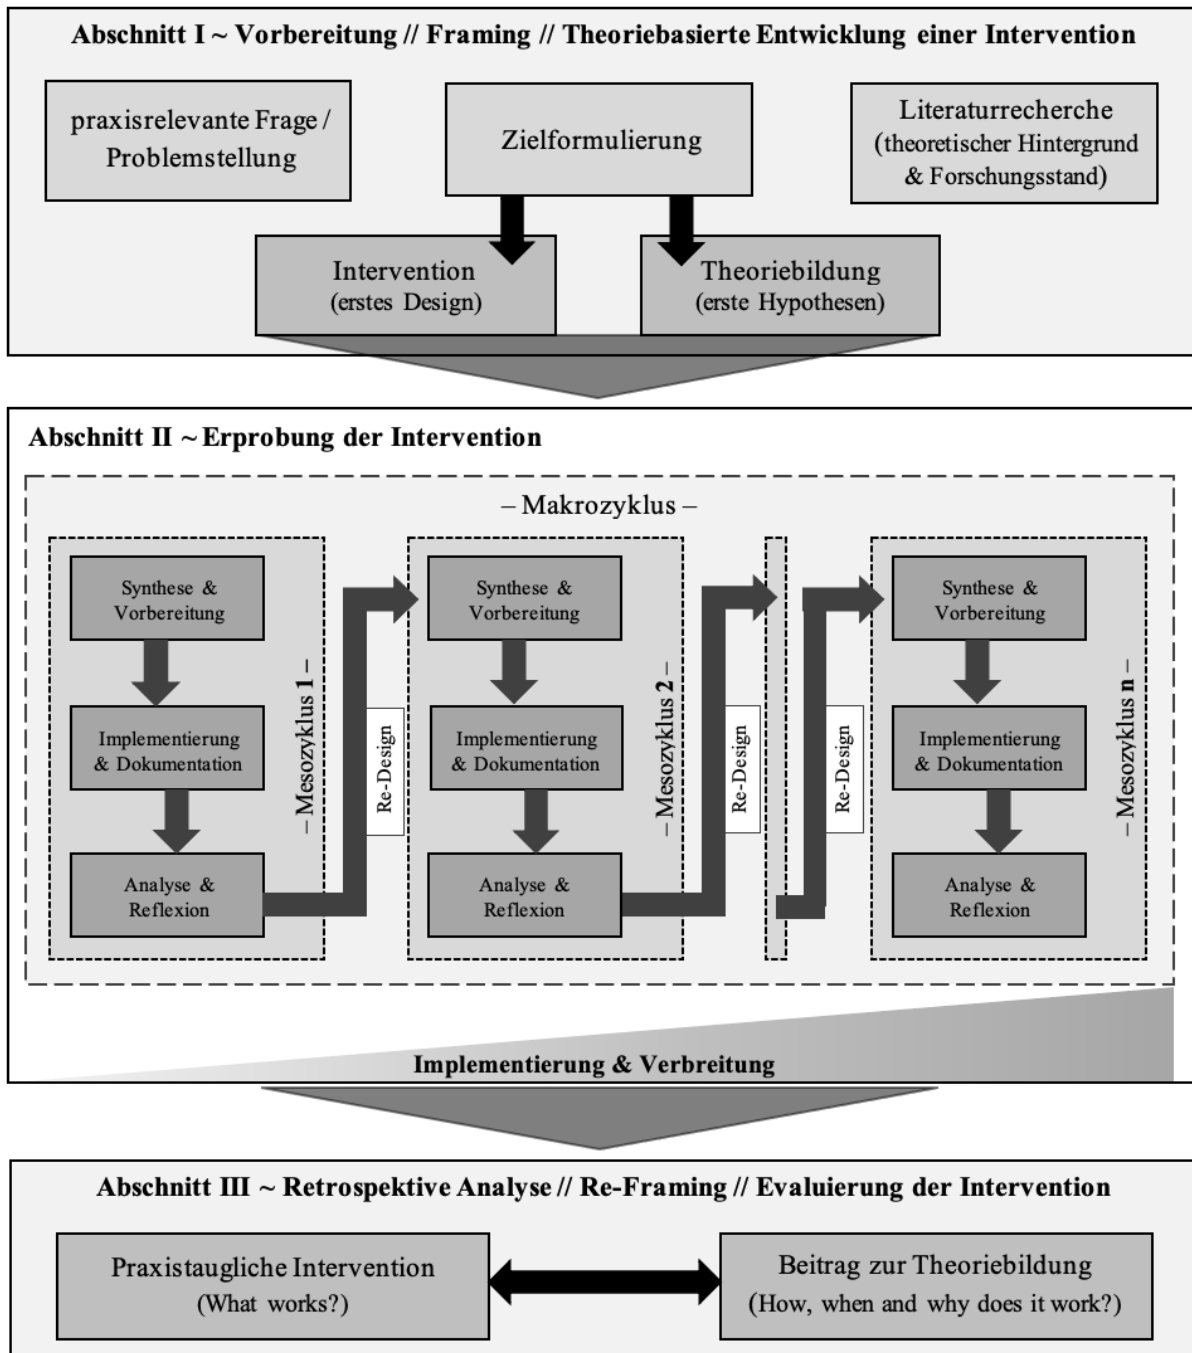 Abschnitt I ~ Vorbereitung // Framing // Theoriebasierte Entwicklung einer Intervention
praxisrelevante Frage /
Problemstellung
Zielformulierung
Literaturrecherche
(theoretischer Hintergrund
& Forschungsstand)
Intervention
(erstes Design)
Theoriebildung
(erste Hypothesen)
Abschnitt II ~ Erprobung der Intervention
– Makrozyklus –
Synthese &
Vorbereitung
Implementierung
& Dokumentation
Analyse &
Reflexion
– Mesozyklus 1 –
Re-Design
Synthese &
Vorbereitung
Implementierung
& Dokumentation
Analyse &
Reflexion
– Mesozyklus 2 –
Re-Design
Re-Design
Synthese &
Vorbereitung
Implementierung
& Dokumentation
Analyse &
Reflexion
– Mesozyklus n –
Implementierung & Verbreitung
Abschnitt III ~ Retrospektive Analyse // Re-Framing // Evaluierung der Intervention
Praxistaugliche Intervention
(What works?)
Beitrag zur Theoriebildung
(How, when and why does it work?)